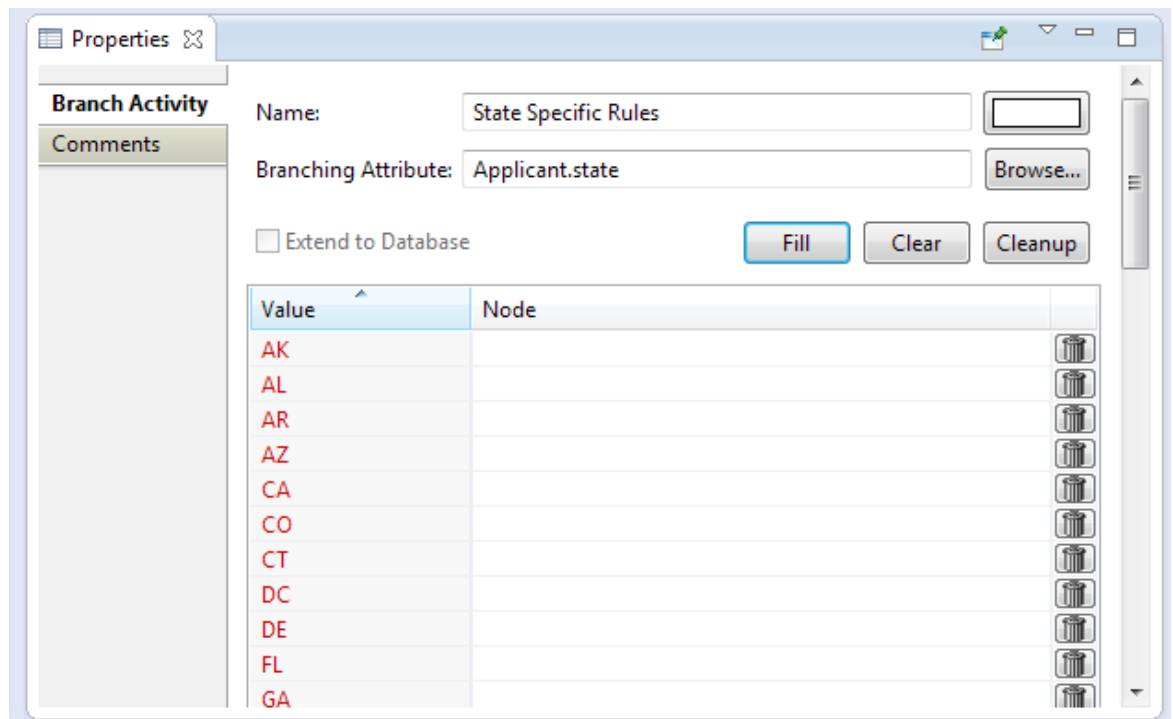 Properties
Branch Activity
Comments
Name: State Specific Rules
Branching Attribute: Applicant.state Browse...
Extend to Database Fill Clear Cleanup
Value Node
AK
AL
AR
AZ
CA
CO
CT
DC
DE
FL
GA